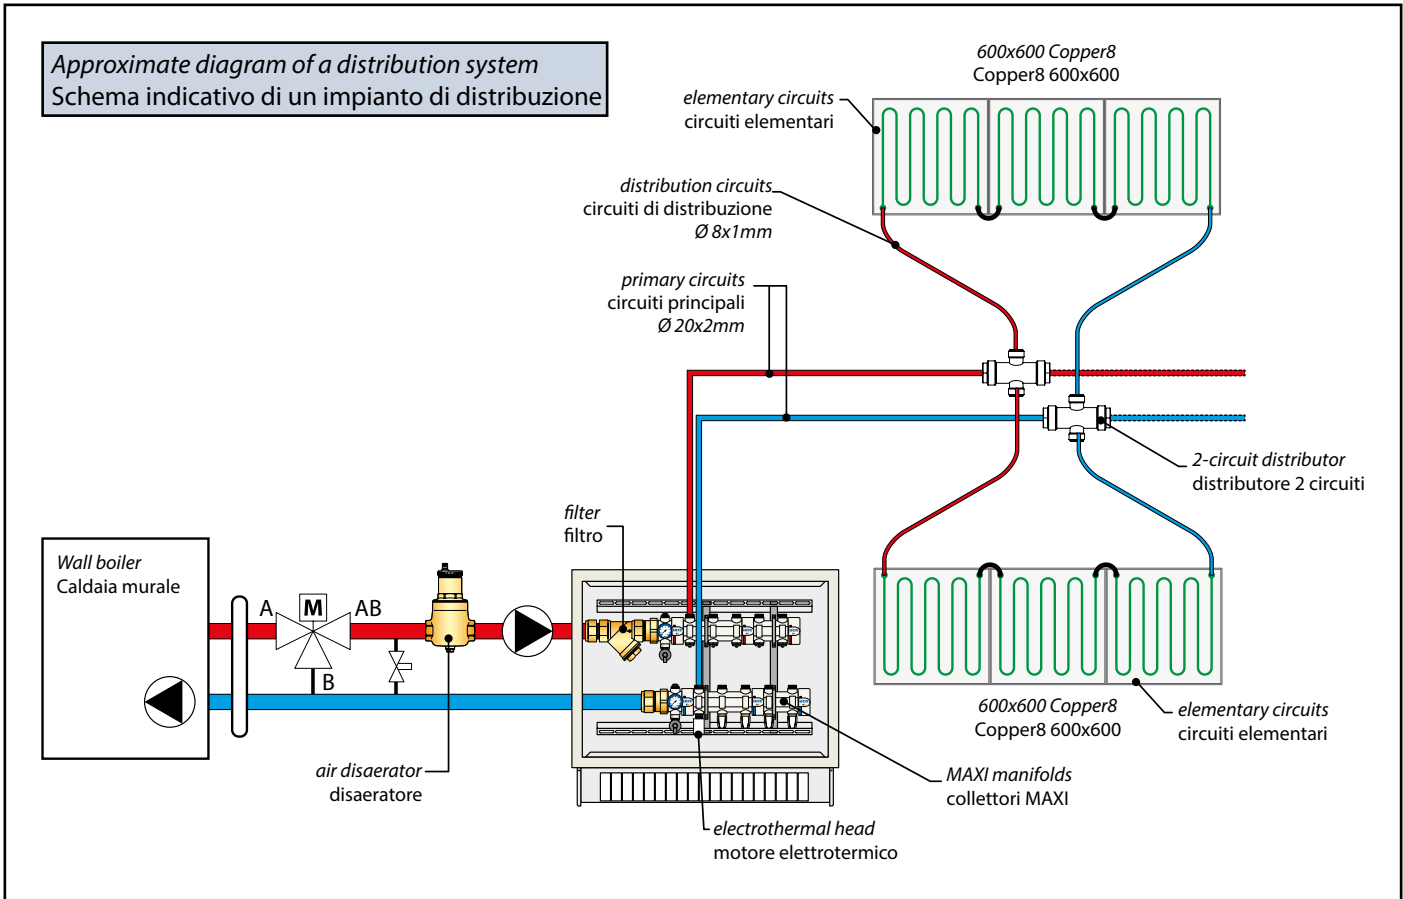 Approximate diagram of a distribution system
Schema indicativo di un impianto di distribuzione
600x600 Copper8
Copper8 600x600
elementary circuits
circuiti elementari
distribution circuits
circuiti di distribuzione
Ø 8x1mm
primary circuits
circuiti principali
Ø 20x2mm
2-circuit distributor
distributore 2 circuiti
filter
filtro
Wall boiler
Caldaia murale
A
M
AB
B
600x600 Copper8
Copper8 600x600
elementary circuits
circuiti elementari
air disaerator
disaeratore
MAXI manifolds
collettori MAXI
electrothermal head
motore elettrotermico